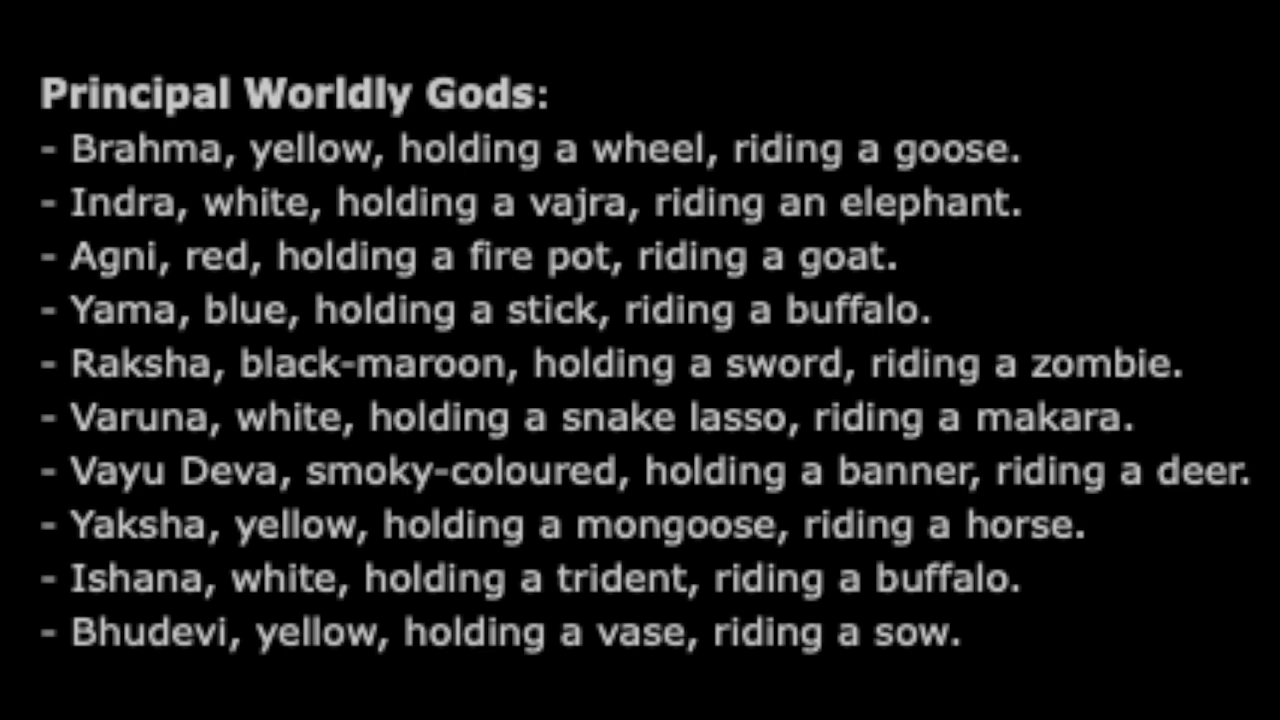 Principal Worldly Gods:
- Brahma, yellow, holding a wheel, riding a goose.
- Indra, white, holding a vajra, riding an elephant.
- Agni, red, holding a fire pot, riding a goat.
- Yama, blue, holding a stick, riding a buffalo.
- Raksha, black-maroon, holding a sword, riding a zombie.
- Varuna, white, holding a snake lasso, riding a makara.
- Vayu Deva, smoky-coloured, holding a banner, riding a deer.
- Yaksha, yellow, holding a mongoose, riding a horse.
- Ishana, white, holding a trident, riding a buffalo.
- Bhudevi, yellow, holding a vase, riding a sow.